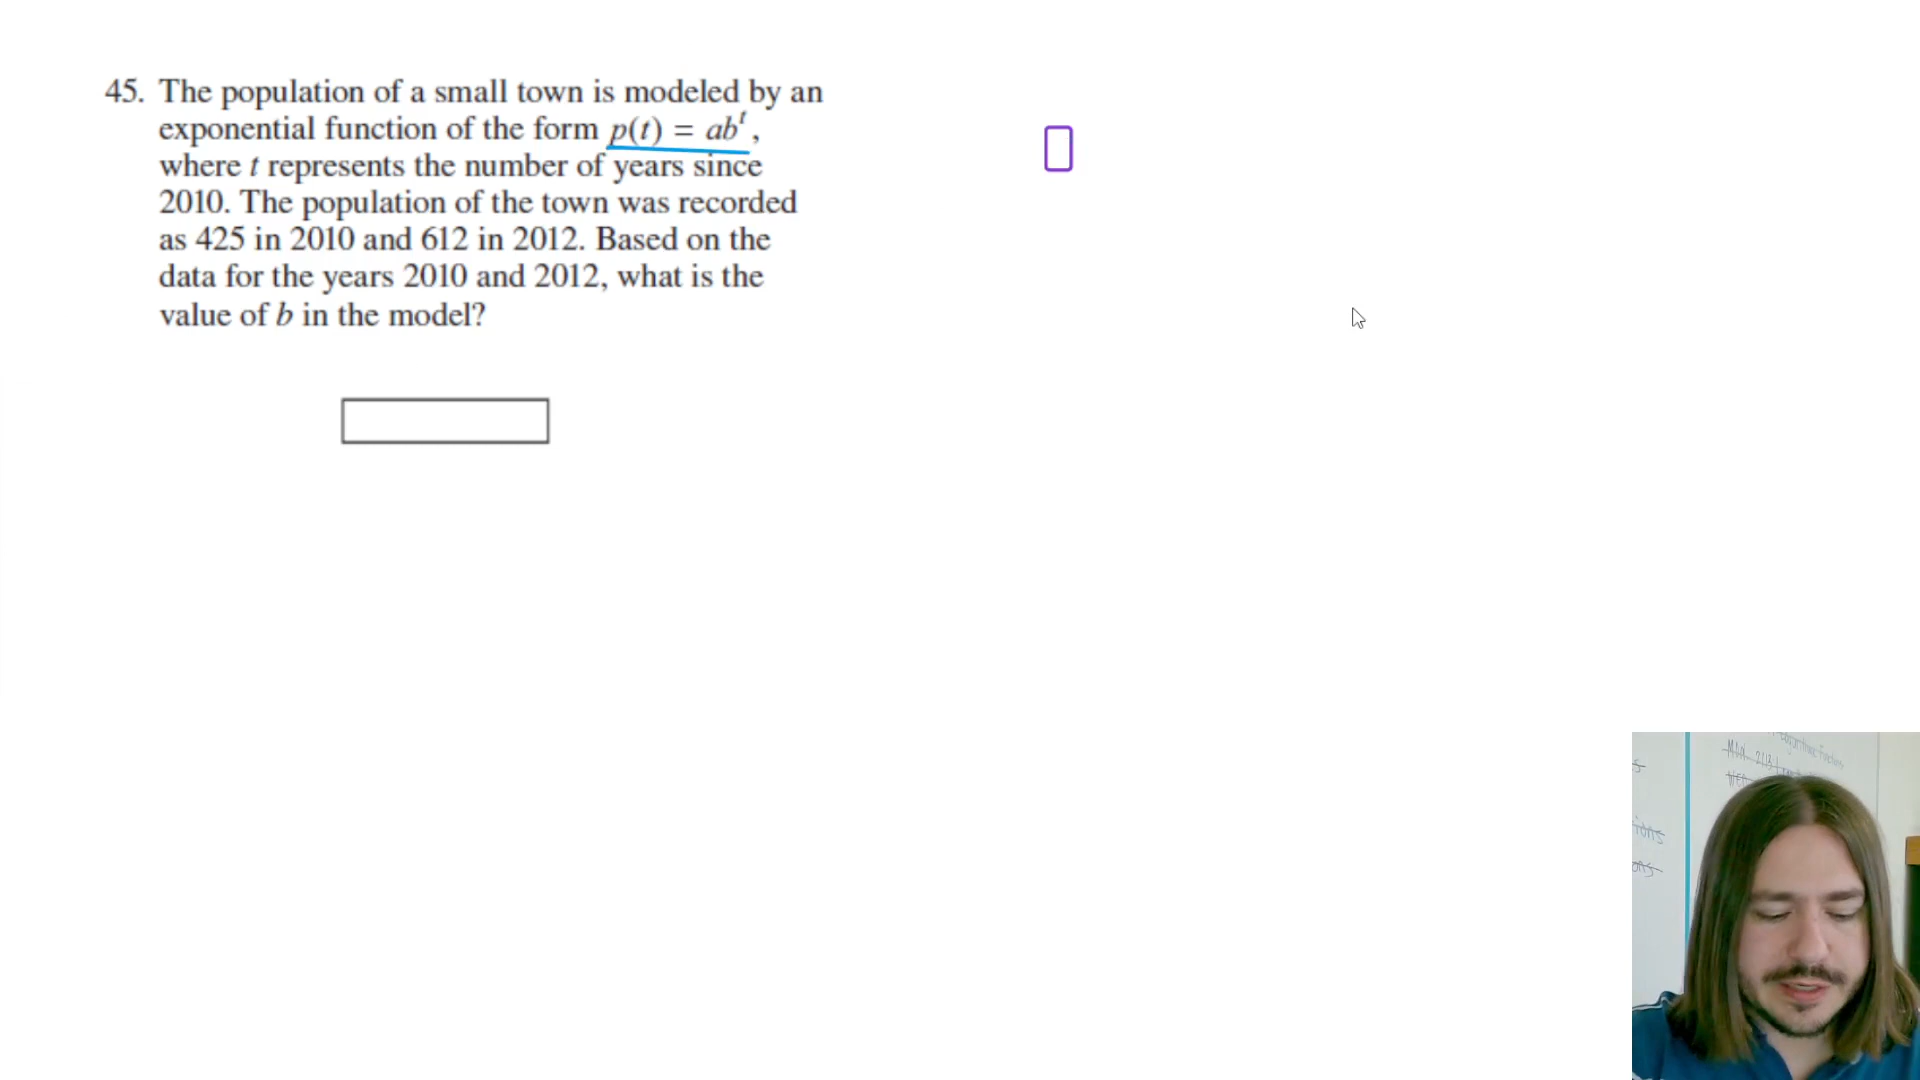 45. The population of a small town is modeled by an
exponential function of the form p(t) = ab^t,
where t represents the number of years since
2010. The population of the town was recorded
as 425 in 2010 and 612 in 2012. Based on the
data for the years 2010 and 2012, what is the
value of b in the model?
ions
ons